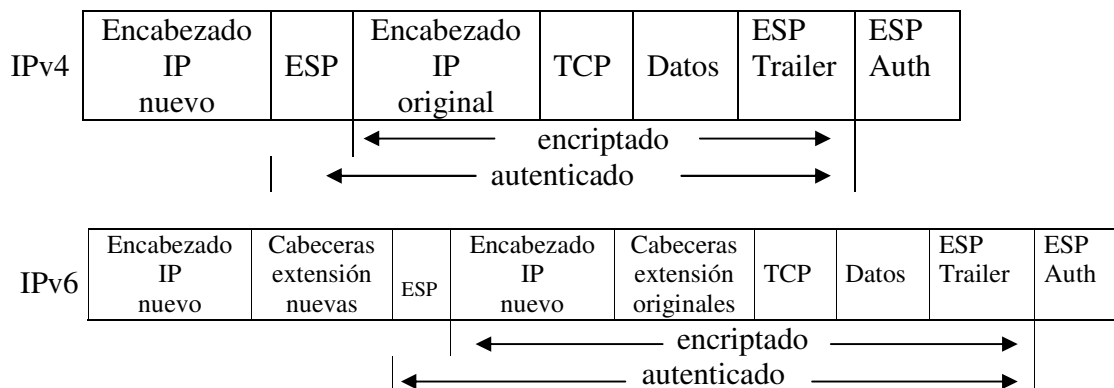 IPv4
Encabezado
IP
nuevo
ESP
Encabezado
IP
original
TCP
Datos
ESP
Trailer
ESP
Auth
encriptado
autenticado
IPv6
Encabezado
IP
nuevo
Cabeceras
extensión
nuevas
ESP
Encabezado
IP
nuevo
Cabeceras
extensión
originales
TCP
Datos
ESP
Trailer
ESP
Auth
encriptado
autenticado